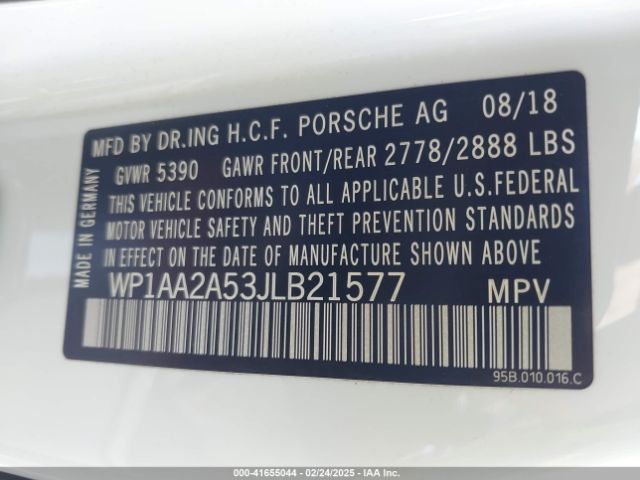 MFD BY DR.ING H.C.F. PORSCHE AG 08/18
GVWR 5390 GAWR FRONT/REAR 2778/2888 LBS
THIS VEHICLE CONFORMS TO ALL APPLICABLE U.S.FEDERAL
MOTOR VEHICLE SAFETY AND THEFT PREVENTION STANDARDS
IN EFFECT ON THE DATE OF MANUFACTURE SHOWN ABOVE
WP1AA2A53JLB21577 MPV
MADE IN GERMANY
95B.010.016.C
000-41655044 - 02/24/2025 - IAA Inc.